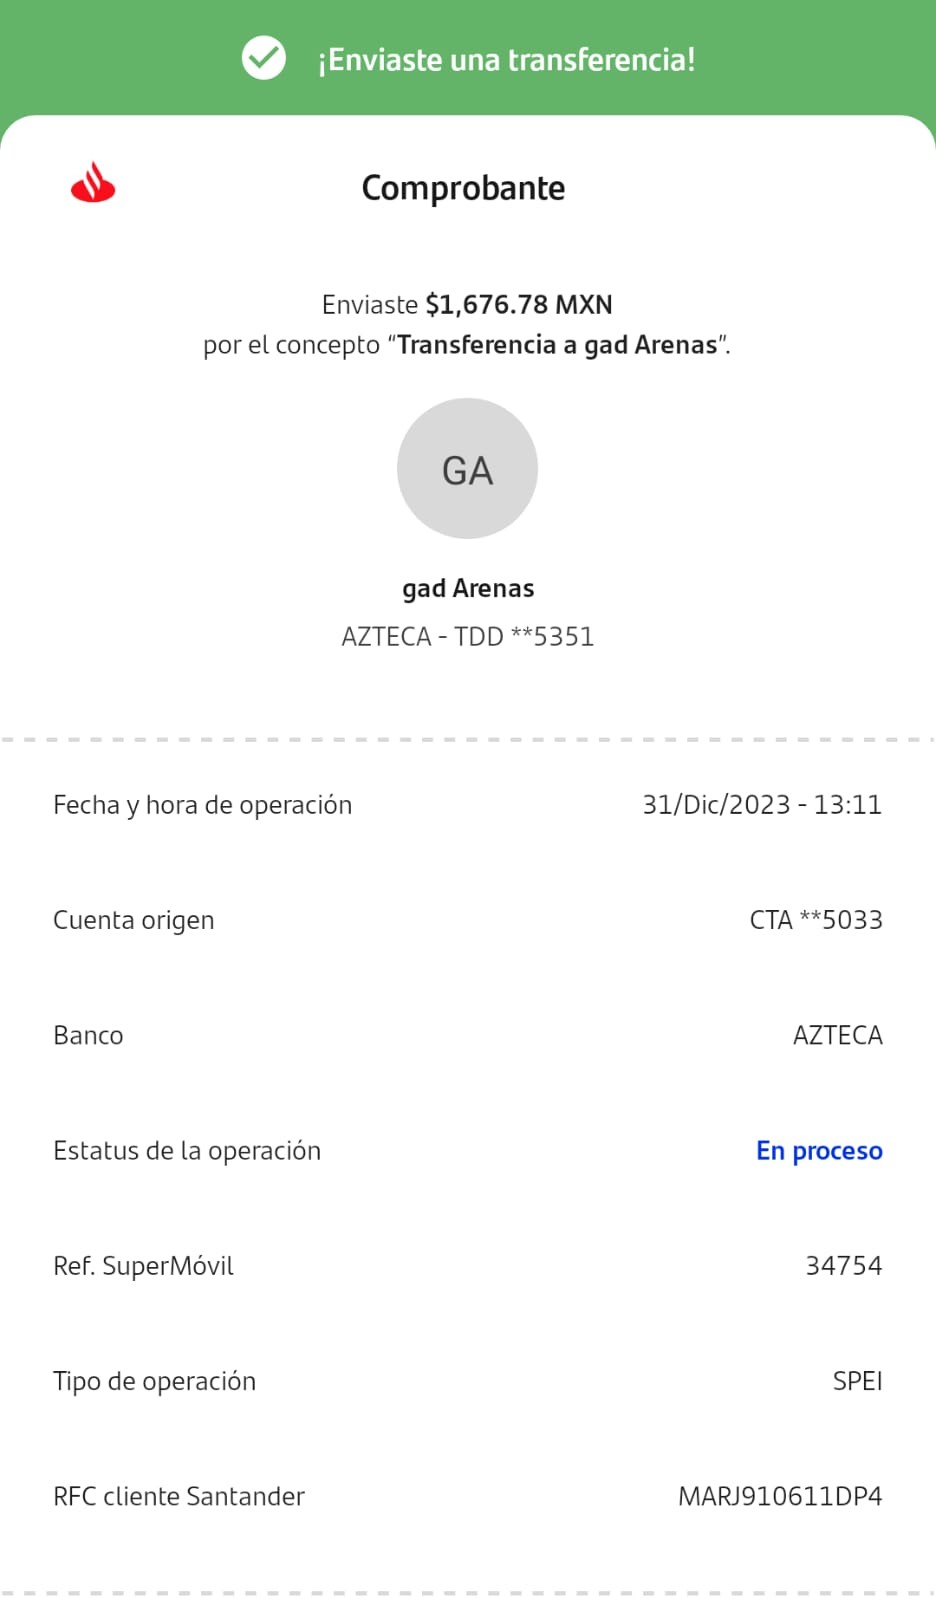 ¡Enviaste una transferencia!
Comprobante
Enviaste $1,676.78 MXN
por el concepto “Transferencia a gad Arenas”.
GA
gad Arenas
AZTECA - TDD **5351
Fecha y hora de operación 31/Dic/2023 - 13:11
Cuenta origen CTA **5033
Banco AZTECA
Estatus de la operación En proceso
Ref. SuperMóvil 34754
Tipo de operación SPEI
RFC cliente Santander MARJ910611DP4